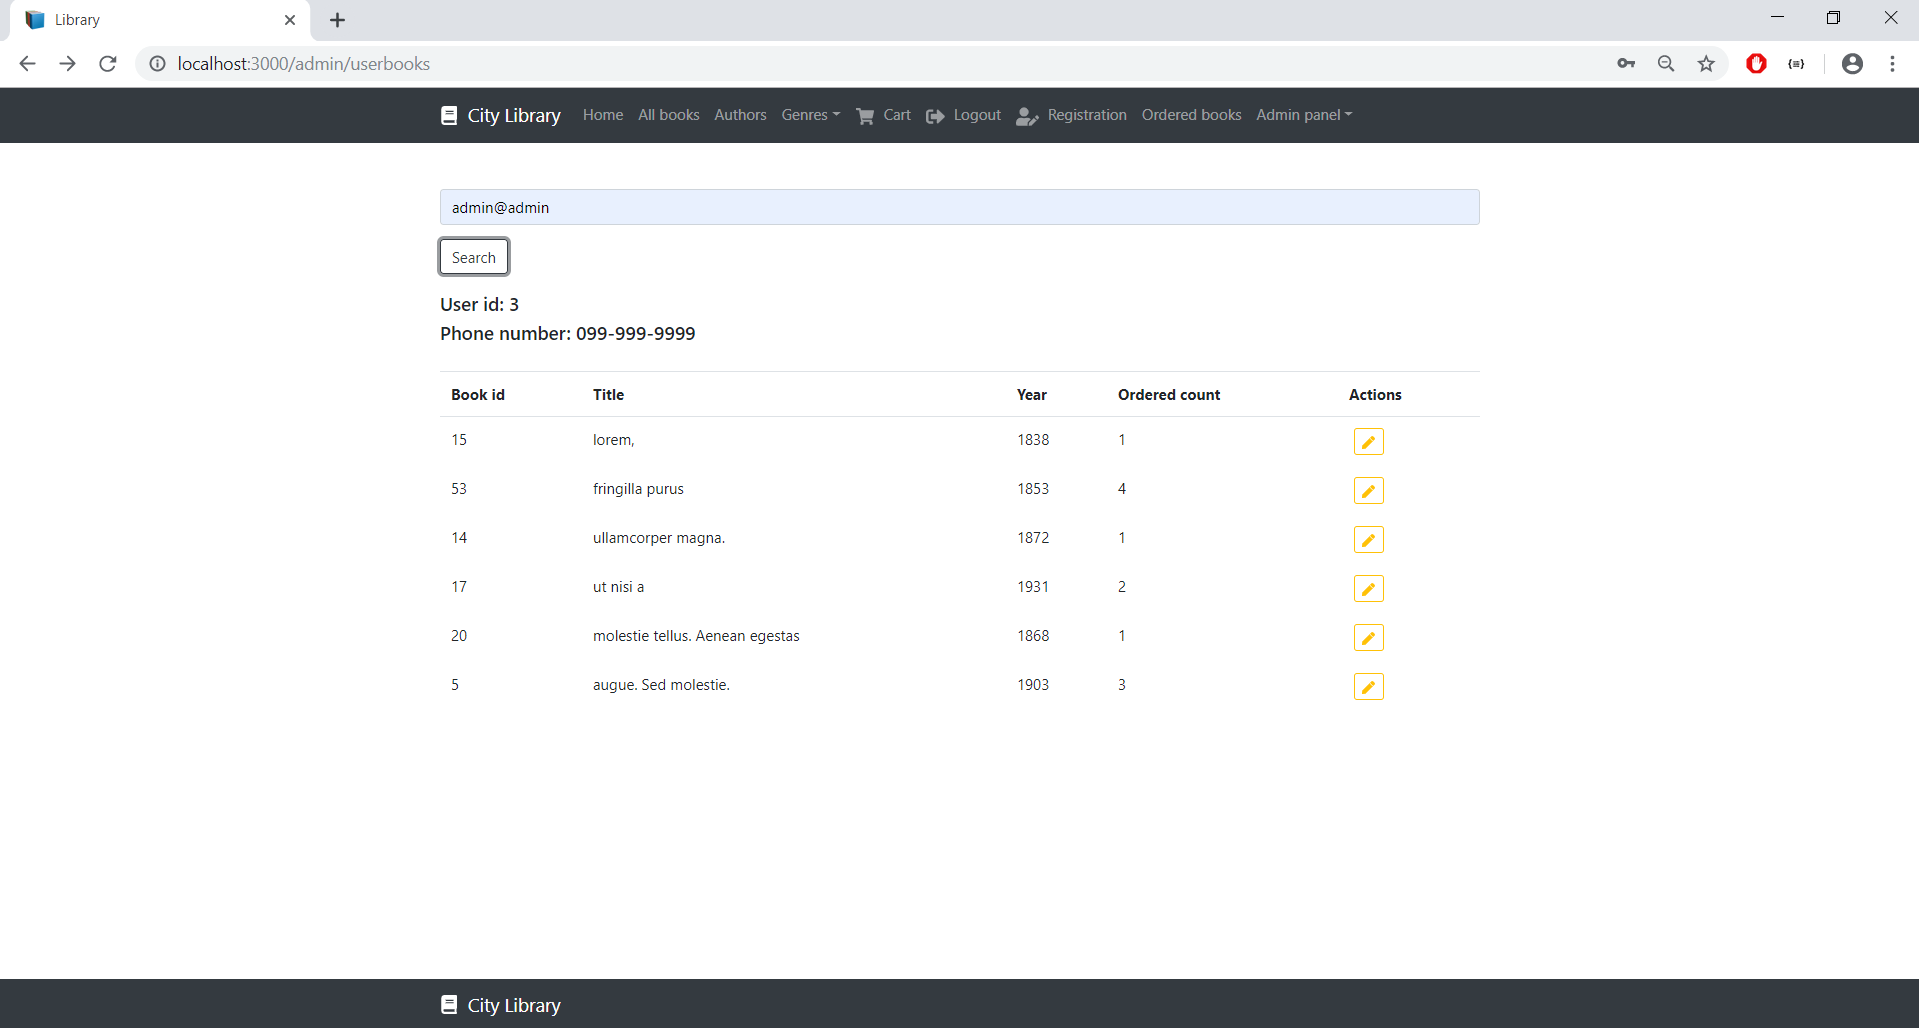 Library
localhost:3000/admin/userbooks
City Library Home All books Authors Genres Cart Logout Registration Ordered books Admin panel
admin@admin
Search
User id: 3
Phone number: 099-999-9999
Book id Title Year Ordered count Actions
15 lorem, 1838 1
53 fringilla purus 1853 4
14 ullamcorper magna. 1872 1
17 ut nisi a 1931 2
20 molestie tellus. Aenean egestas 1868 1
5 augue. Sed molestie. 1903 3
City Library